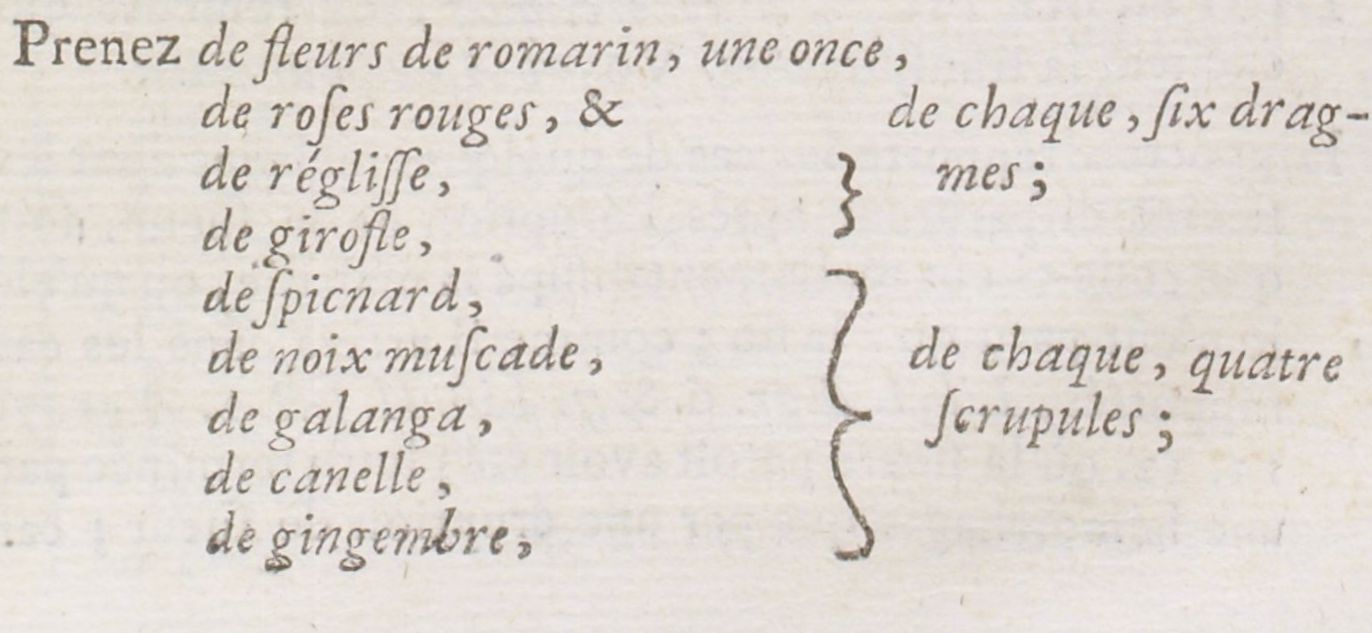 Prenez de fleurs de romarin, une once,
de roſes rouges, & de chaque, ſix drag-
de régliſſe, } mes;
de girofle,
de ſpicnard,
de noix muſcade, } de chaque, quatre
de galanga, ſcrupules;
de canelle,
de gingembre,